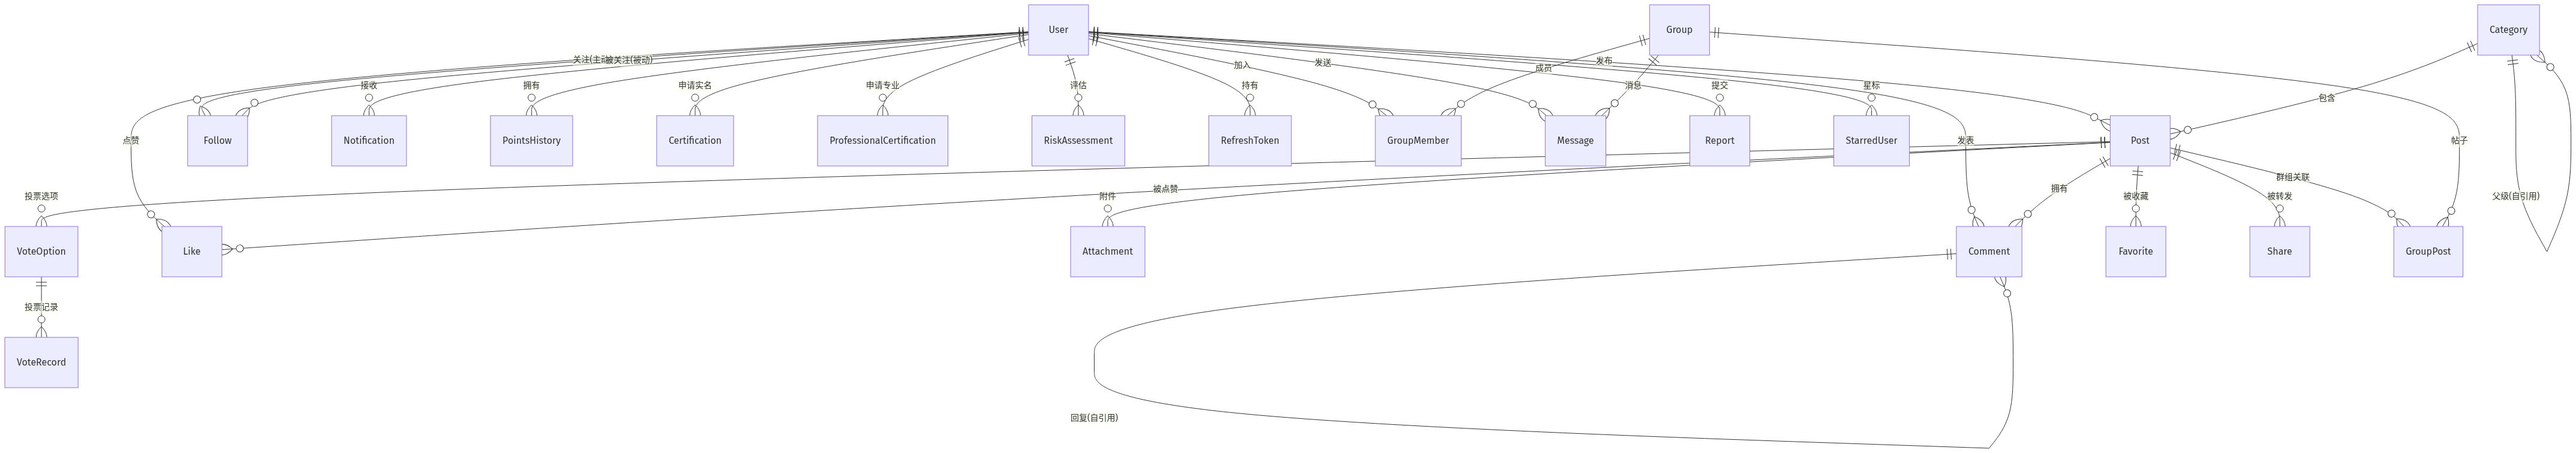 User
Group
Category
关注(主动)
被关注(被动)
接收
拥有
申请实名
申请专业
评估
持有
加入
发送
成员
消息
发布
提交
星标
包含
点赞
Follow
Notification
PointsHistory
Certification
ProfessionalCertification
RiskAssessment
RefreshToken
GroupMember
Message
Report
StarredUser
发表
Post
帖子
投票选项
被点赞
附件
拥有
被收藏
群组关联
被转发
父级(自引用)
VoteOption
Like
Attachment
Comment
Favorite
Share
GroupPost
投票记录
VoteRecord
回复(自引用)